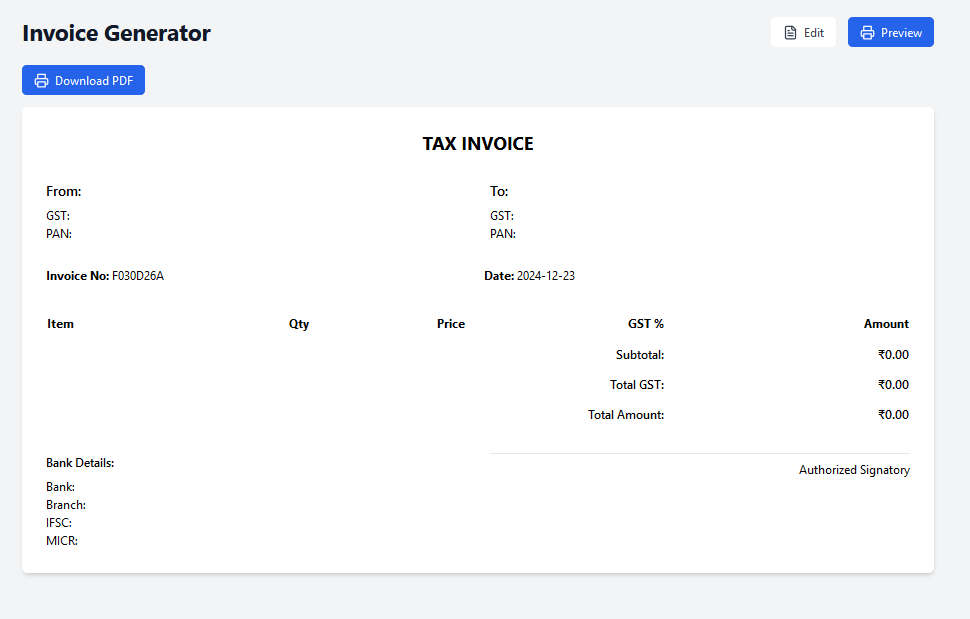 Invoice Generator
Edit
Preview
Download PDF
TAX INVOICE
From:
GST:
PAN:
To:
GST:
PAN:
Invoice No: F030D26A
Date: 2024-12-23
Item Qty Price GST % Amount
Subtotal: ₹0.00
Total GST: ₹0.00
Total Amount: ₹0.00
Bank Details:
Bank:
Branch:
IFSC:
MICR:
Authorized Signatory